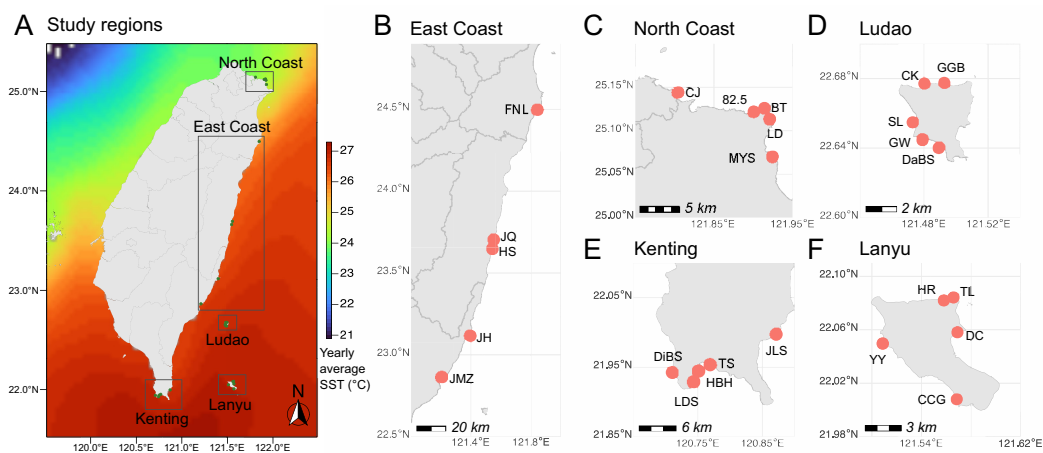 A Study regions
North Coast
East Coast
Ludao
Lanyu
Kenting
N
25.0°N
24.0°N
23.0°N
22.0°N
120.0°E 120.5°E 121.0°E 121.5°E 122.0°E
27
26
25
24
23
22
21
Yearly
average
SST (°C)
B East Coast
FNL
JQ
HS
JH
JMZ
24.5°N
24.0°N
23.5°N
23.0°N
22.5°N
20 km
121.4°E 121.8°E
C North Coast
CJ
82.5
BT
LD
MYS
25.15°N
25.10°N
25.05°N
25.00°N
5 km
121.85°E 121.95°E
D Ludao
CK GGB
SL
GW
DaBS
22.68°N
22.64°N
22.60°N
2 km
121.48°E 121.52°E
E Kenting
JLS
DiBS
TS
HBH
LDS
22.05°N
21.95°N
21.85°N
6 km
120.75°E 120.85°E
F Lanyu
HR TL
DC
YY
CCG
22.10°N
22.06°N
22.02°N
21.98°N
3 km
121.54°E 121.62°E